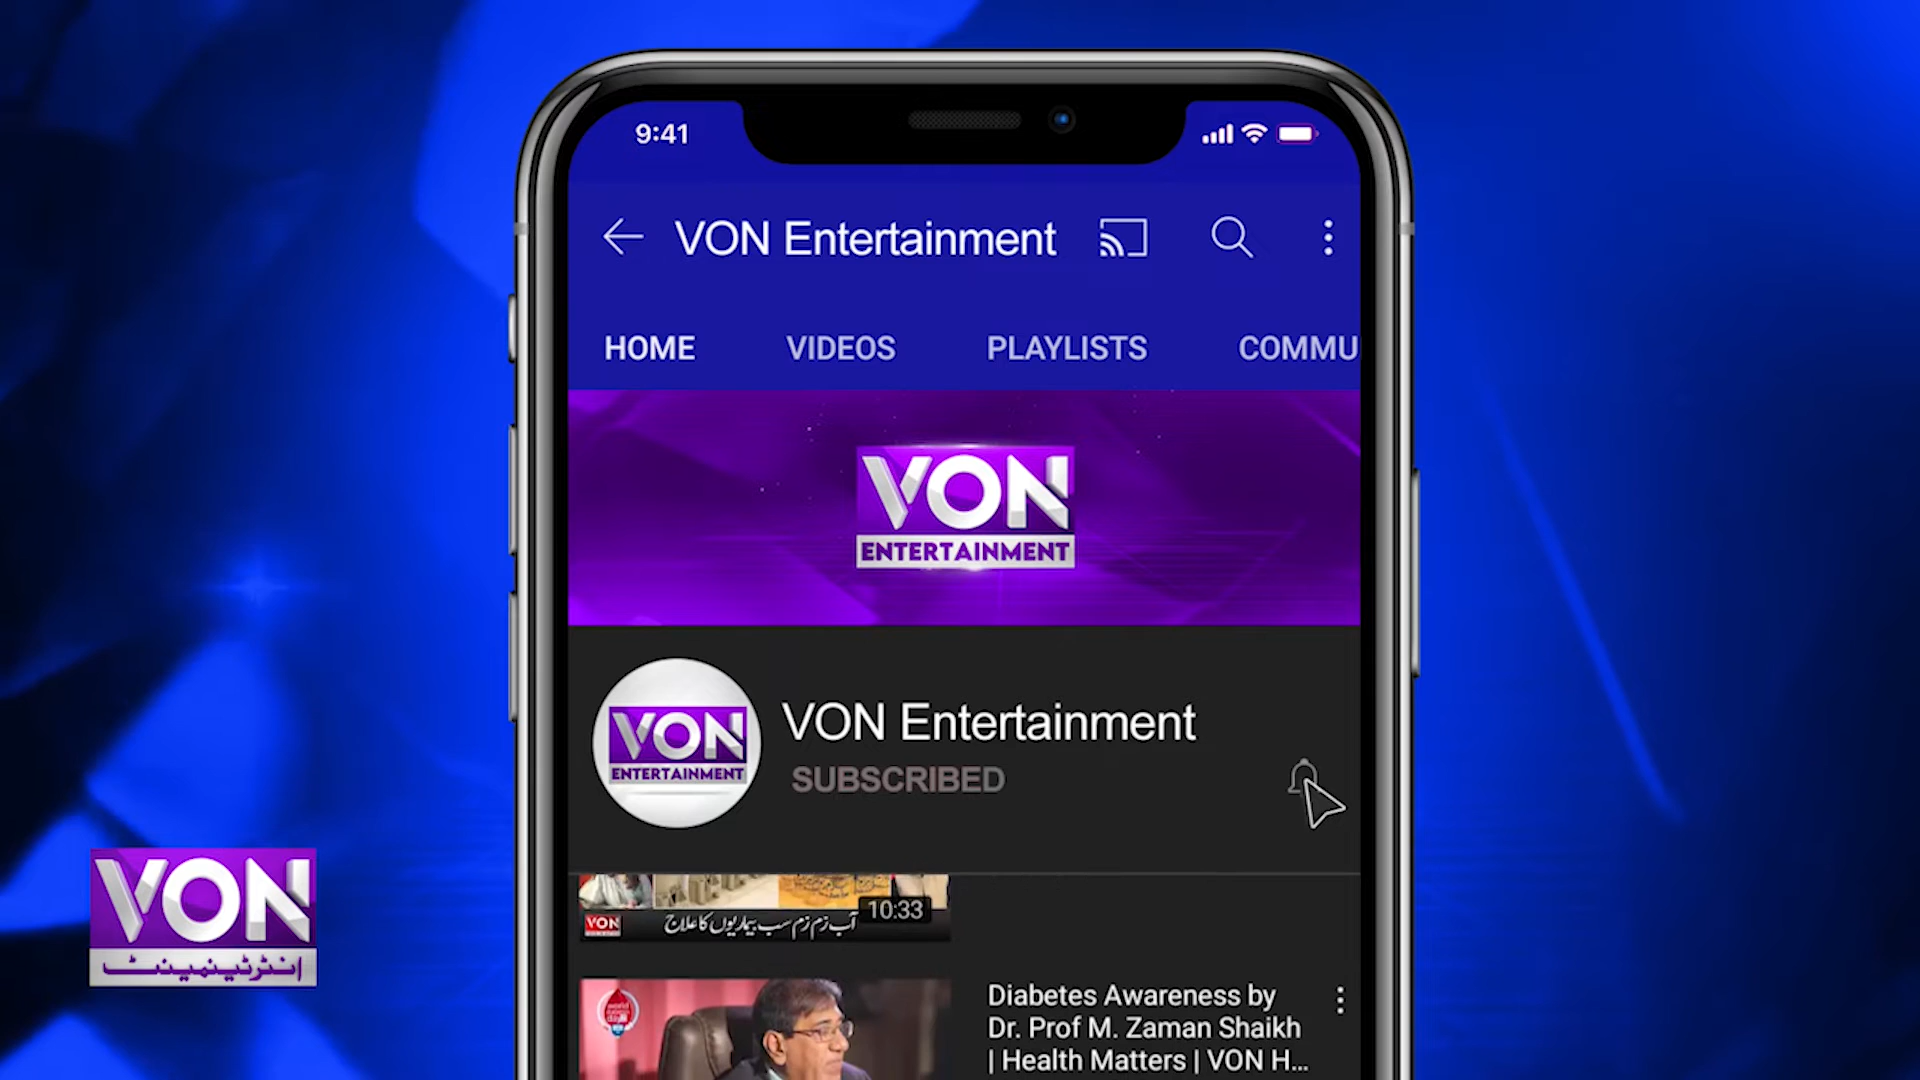 9:41
VON Entertainment
HOME VIDEOS PLAYLISTS COMMU
VON
ENTERTAINMENT
VON
ENTERTAINMENT
VON Entertainment
SUBSCRIBED
VON
انٹرٹینمینٹ
VON
آب زم زم سب بیماریوں کا علاج
10:33
Diabetes Awareness by
Dr. Prof M. Zaman Shaikh
| Health Matters | VON H...